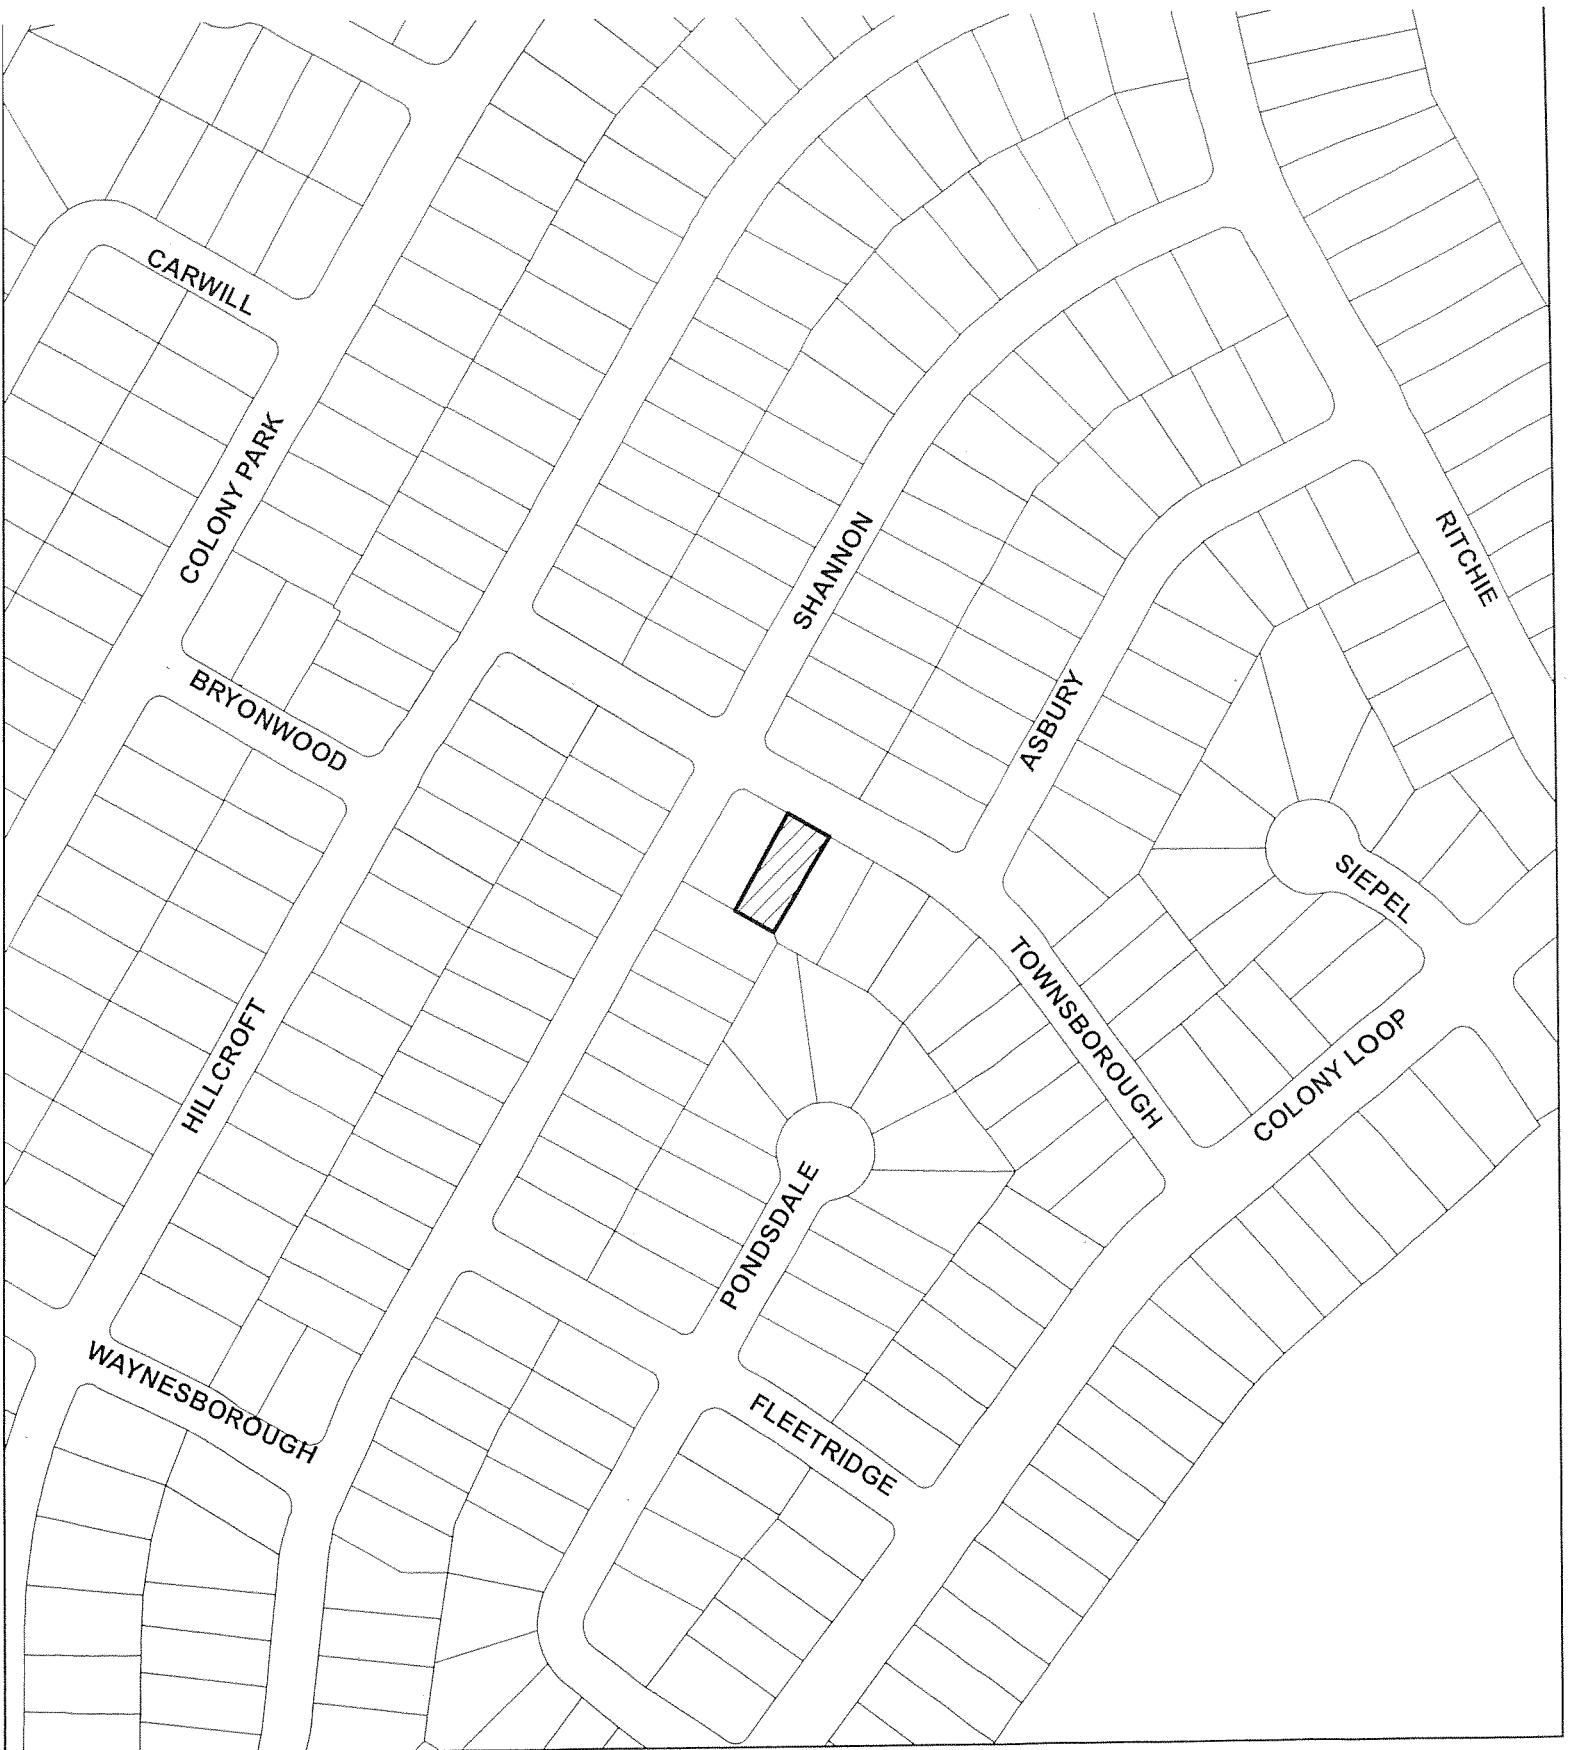 CARWILL
COLONY PARK
SHANNON
RITCHIE
BRYONWOOD
ASBURY
SIEPEL
TOWNSBOROUGH
HILLCROFT
COLONY LOOP
PONDSDALE
WAYNESBOROUGH
FLEETRIDGE